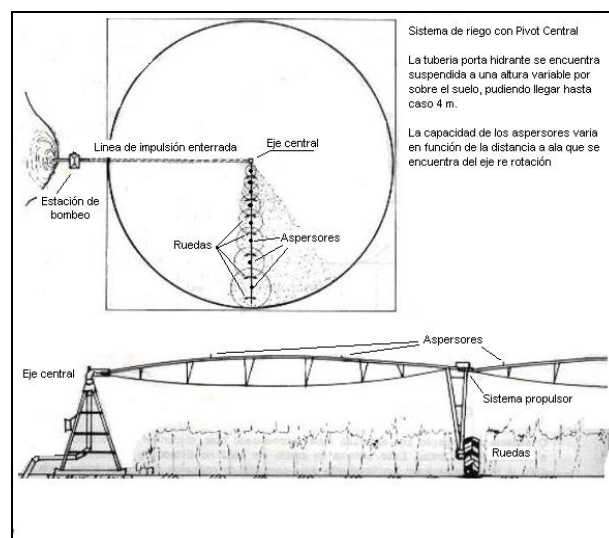 Sistema de riego con Pivot Central
La tuberia porta hidrante se encuentra
suspendida a una altura variable por
sobre el suelo, pudiendo llegar hasta
caso 4 m.
La capacidad de los aspersores varia
en función de la distancia a ala que se
encuentra del eje re rotación
Linea de impulsión enterrada
Eje central
Estación de
bombeo
Ruedas
Aspersores
Aspersores
Eje central
Sistema propulsor
Ruedas